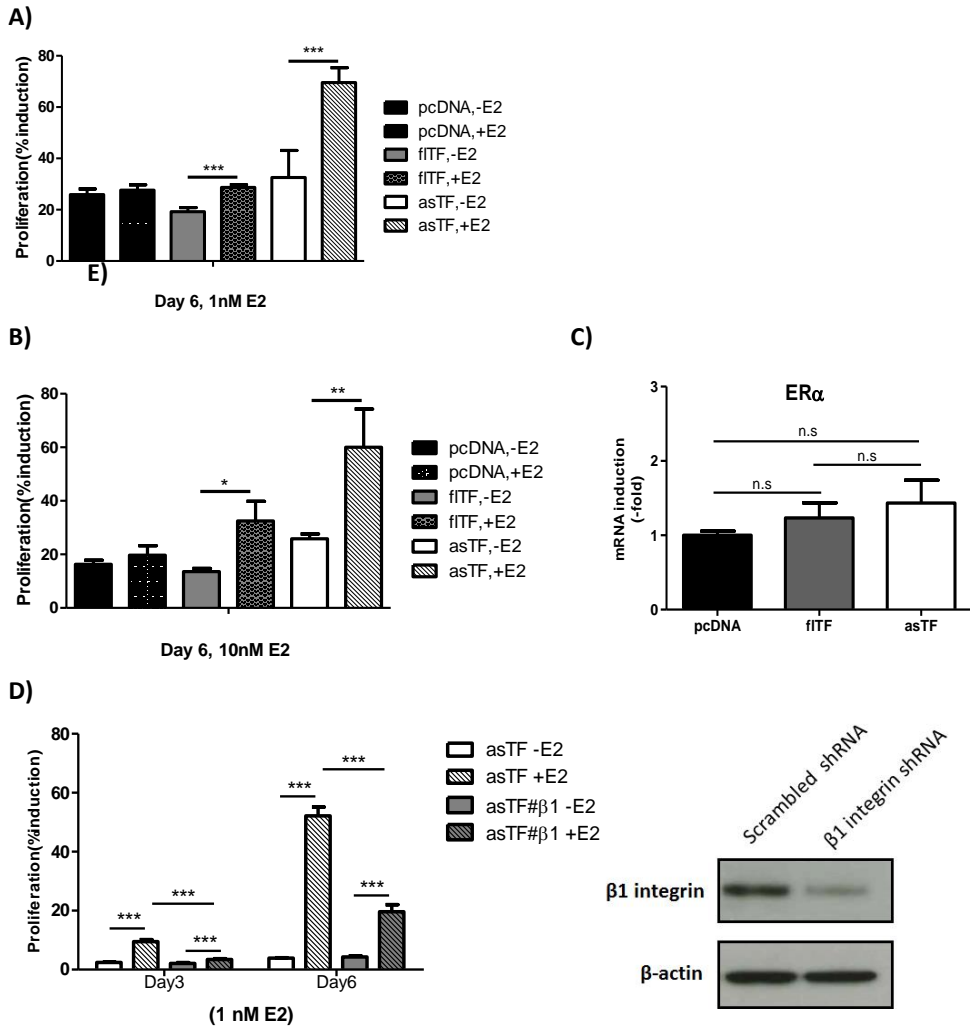 A)
Proliferation(%induction)
80
60
40
20
0
***
***
pcDNA,-E2
pcDNA,+E2
flTF,-E2
flTF,+E2
asTF,-E2
asTF,+E2
E)
Day 6, 1nM E2
B)
Proliferation(%induction)
80
60
40
20
0
*
**
pcDNA,-E2
pcDNA,+E2
flTF,-E2
flTF,+E2
asTF,-E2
asTF,+E2
Day 6, 10nM E2
C)
ERα
mRNA induction
(-fold)
3
2
1
0
n.s
n.s
n.s
pcDNA
flTF
asTF
D)
Proliferation(%induction)
80
60
40
20
0
***
***
***
***
***
***
Day3
Day6
(1 nM E2)
asTF -E2
asTF +E2
asTF#β1 -E2
asTF#β1 +E2
Scrambled shRNA
β1 integrin shRNA
β1 integrin
β-actin